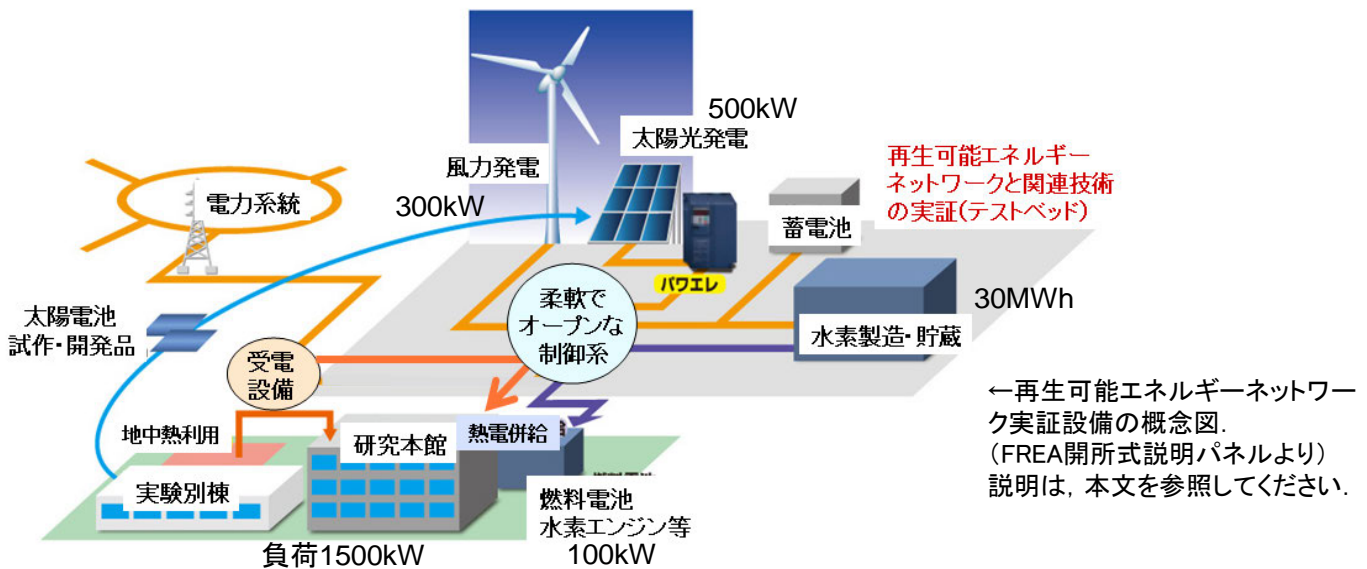 500kW
太陽光発電
風力発電
300kW
再生可能エネルギー
ネットワークと関連技術
の実証(テストベッド)
電力系統
蓄電池
パワエレ
柔軟で
オープンな
制御系
30MWh
水素製造・貯蔵
太陽電池
試作・開発品
受電
設備
地中熱利用
研究本館
熱電併給
実験別棟
燃料電池
水素エンジン等
負荷1500kW
100kW
←再生可能エネルギーネットワー
ク実証設備の概念図.
(FREA開所式説明パネルより)
説明は，本文を参照してください.